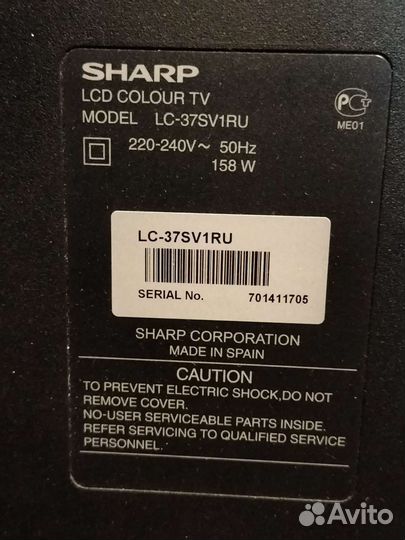 SHARP
LCD COLOUR TV
MODEL LC-37SV1RU
220-240V~ 50Hz
158 W
РСТ
ME01
LC-37SV1RU
SERIAL No. 701411705
SHARP CORPORATION
MADE IN SPAIN
CAUTION
TO PREVENT ELECTRIC SHOCK,DO NOT
REMOVE COVER.
NO-USER SERVICEABLE PARTS INSIDE.
REFER SERVICING TO QUALIFIED SERVICE
PERSONNEL.
Avito